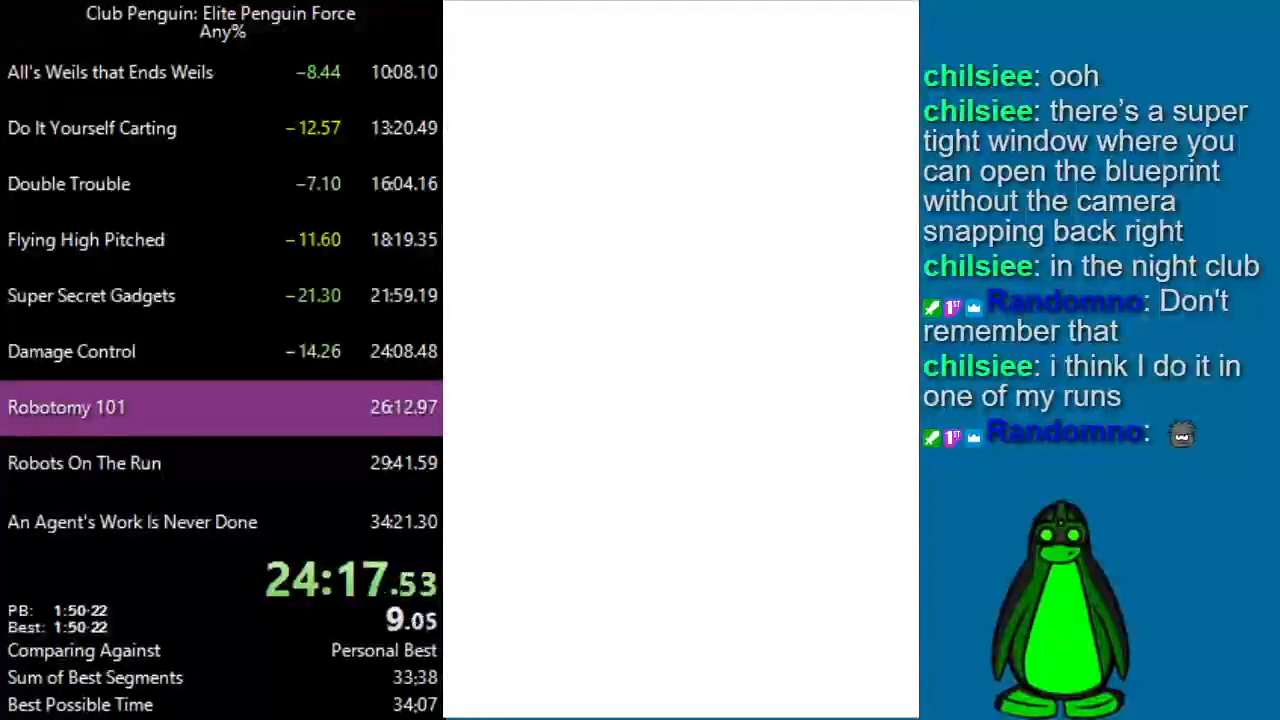 Club Penguin: Elite Penguin Force
Any%
All's Weils that Ends Weils −8.44 10:08.10
Do It Yourself Carting −12.57 13:20.49
Double Trouble −7.10 16:04.16
Flying High Pitched −11.60 18:19.35
Super Secret Gadgets −21.30 21:59.19
Damage Control −14.26 24:08.48
Robotomy 101 26:12.97
Robots On The Run 29:41.59
An Agent's Work Is Never Done 34:21.30
24:17.53
PB: 1:50.22
Best: 1:50.22
9.05
Comparing Against Personal Best
Sum of Best Segments 33:38
Best Possible Time 34:07
chilsiee: ooh
chilsiee: there's a super
tight window where you
can open the blueprint
without the camera
snapping back right
chilsiee: in the night club
1ST Randomno: Don't
remember that
chilsiee: i think I do it in
one of my runs
1ST Randomno: